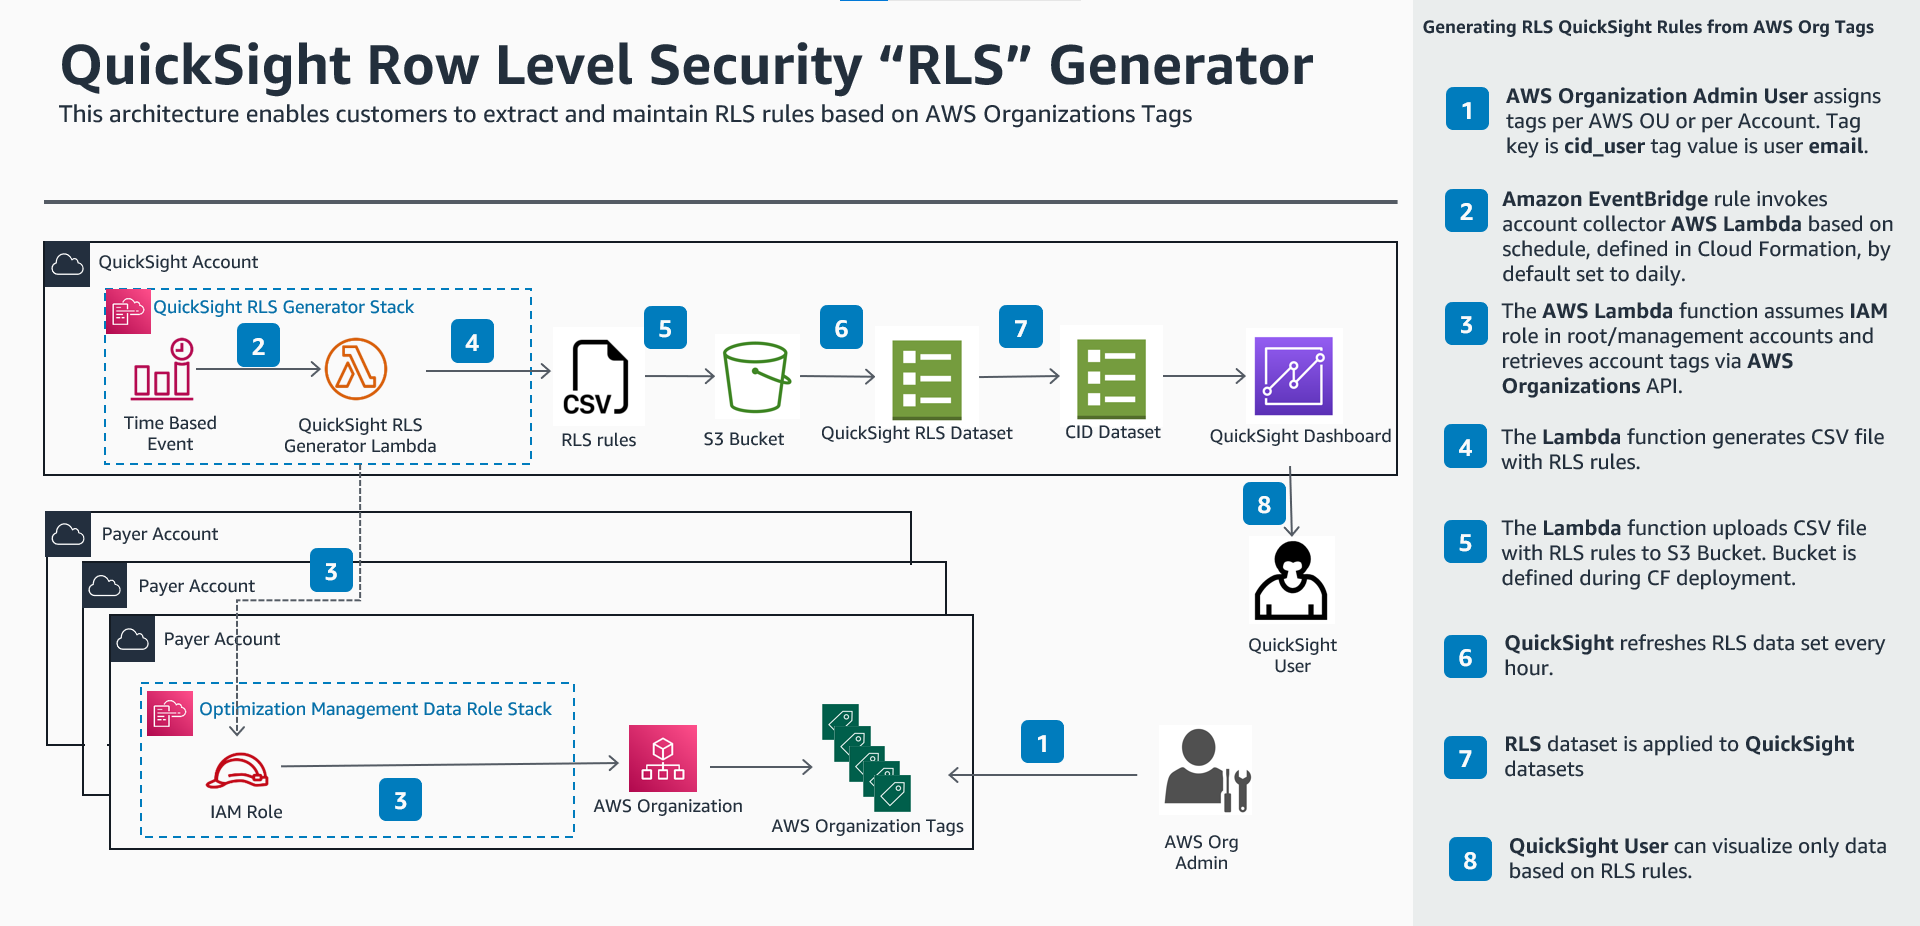 QuickSight Row Level Security “RLS” Generator
This architecture enables customers to extract and maintain RLS rules based on AWS Organizations Tags
QuickSight Account
QuickSight RLS Generator Stack
2
4
5
6
7
Time Based
Event
QuickSight RLS
Generator Lambda
CSV
RLS rules
S3 Bucket
QuickSight RLS Dataset
CID Dataset
QuickSight Dashboard
8
QuickSight
User
Payer Account
3
Payer Account
Payer Account
Optimization Management Data Role Stack
IAM Role
3
AWS Organization
AWS Organization Tags
1
AWS Org
Admin
Generating RLS QuickSight Rules from AWS Org Tags
1
AWS Organization Admin User assigns
tags per AWS OU or per Account. Tag
key is cid_user tag value is user email.
2
Amazon EventBridge rule invokes
account collector AWS Lambda based on
schedule, defined in Cloud Formation, by
default set to daily.
3
The AWS Lambda function assumes IAM
role in root/management accounts and
retrieves account tags via AWS
Organizations API.
4
The Lambda function generates CSV file
with RLS rules.
5
The Lambda function uploads CSV file
with RLS rules to S3 Bucket. Bucket is
defined during CF deployment.
6
QuickSight refreshes RLS data set every
hour.
7
RLS dataset is applied to QuickSight
datasets
8
QuickSight User can visualize only data
based on RLS rules.